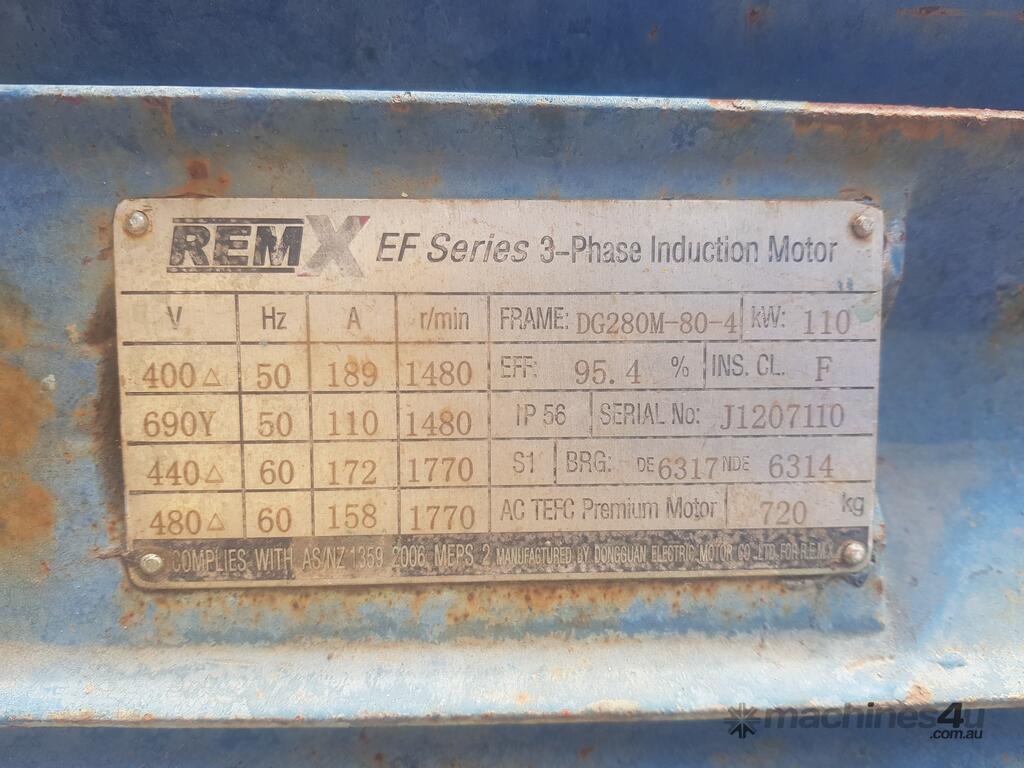 REMX EF Series 3-Phase Induction Motor
V Hz A r/min FRAME: DG280M-80-4 kW: 110
400△ 50 189 1480 EFF: 95.4 % INS. CL. F
690Y 50 110 1480 IP 56 SERIAL No: J1207110
440△ 60 172 1770 S1 BRG: DE 6317 NDE 6314
480△ 60 158 1770 AC TEFC Premium Motor 720 kg
COMPLIES WITH AS/NZ 1359 2006 MEPS 2 MANUFACTURED BY DONGGUAN ELECTRIC MOTOR CO.,LTD. FOR R.E.M.
machines4u
.com.au